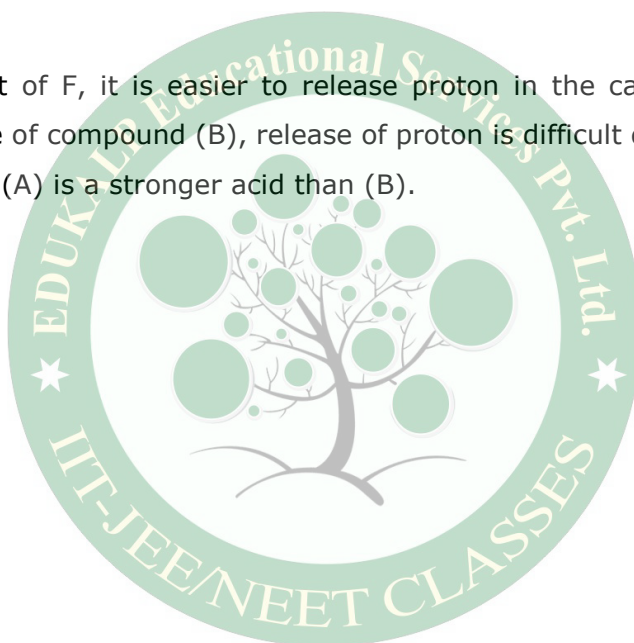 t of F, it is easier to release proton in the ca
e of compound (B), release of proton is difficult
(A) is a stronger acid than (B).
EDUKALP Educational Services Pvt. Ltd.
IIT-JEE/NEET CLASSES